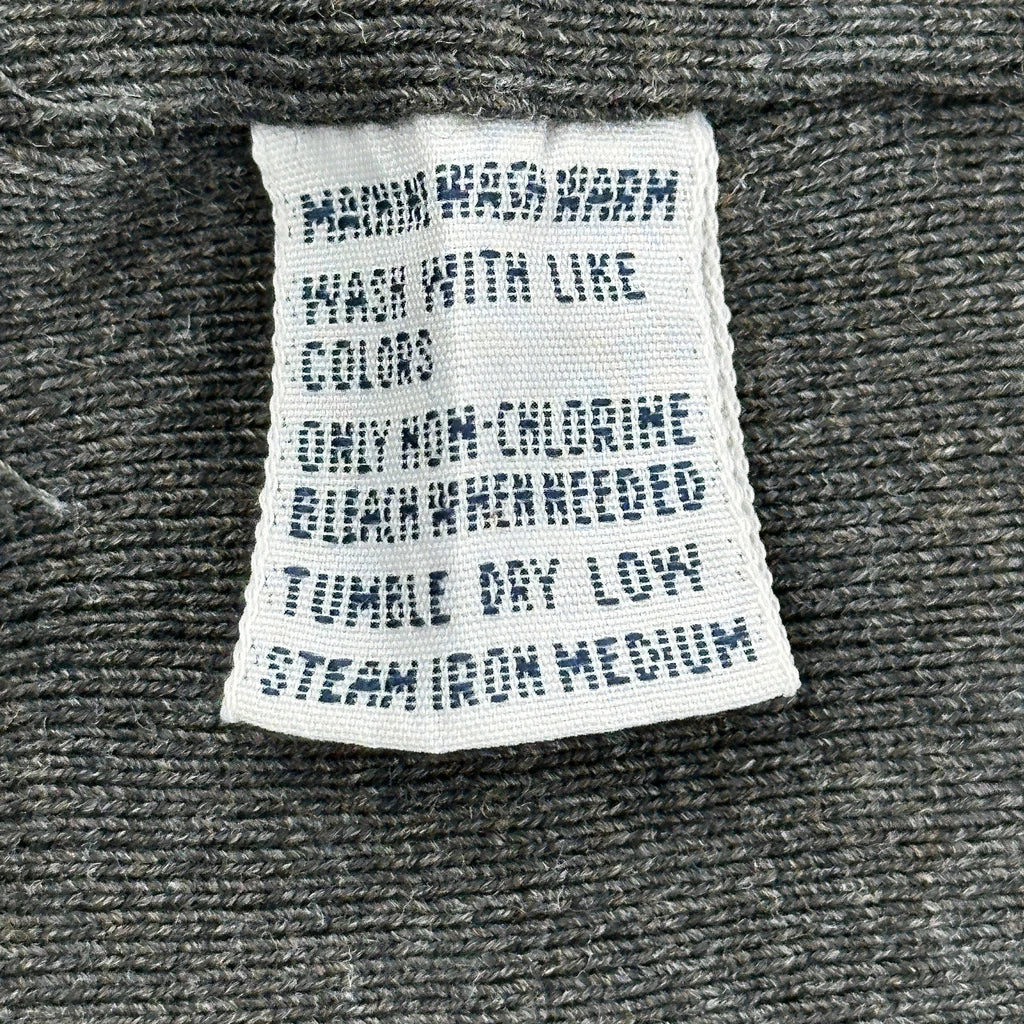 MACHINE WASH WARM
WASH WITH LIKE
COLORS
ONLY NON-CHLORINE
BLEACH WHEN NEEDED
TUMBLE DRY LOW
STEAM IRON MEDIUM